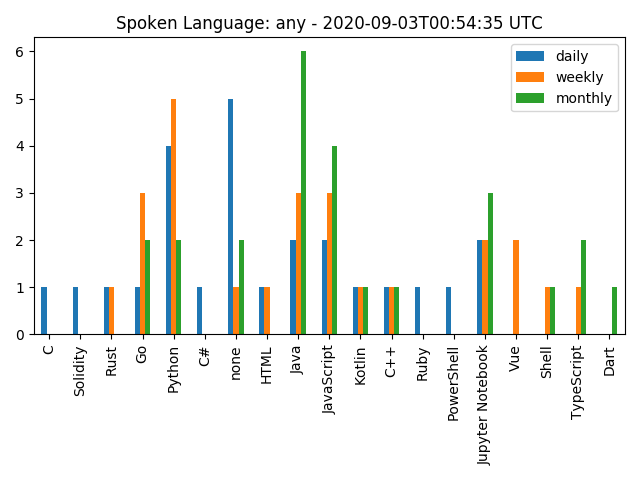 Spoken Language: any - 2020-09-03T00:54:35 UTC
daily
weekly
monthly
6
5
4
3
2
1
0
C
Solidity
Rust
Go
Python
C#
none
HTML
Java
JavaScript
Kotlin
C++
Ruby
PowerShell
Jupyter Notebook
Vue
Shell
TypeScript
Dart